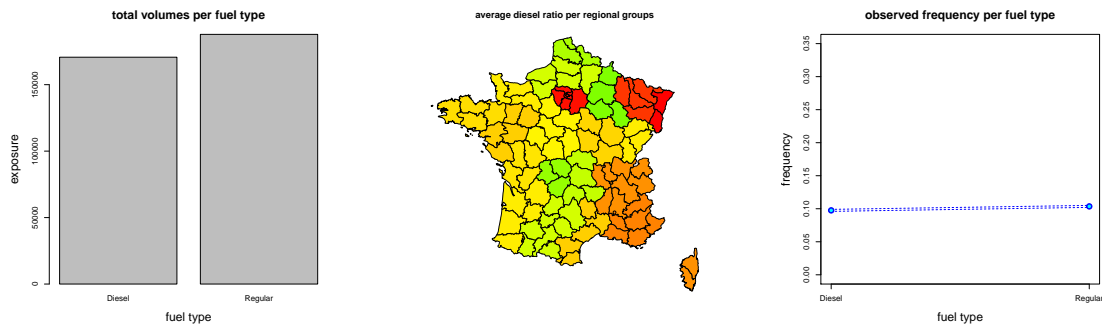 total volumes per fuel type
exposure
150000
100000
50000
0
Diesel
Regular
fuel type
average diesel ratio per regional groups
observed frequency per fuel type
frequency
0.35
0.30
0.25
0.20
0.15
0.10
0.05
0.00
Diesel
Regular
fuel type